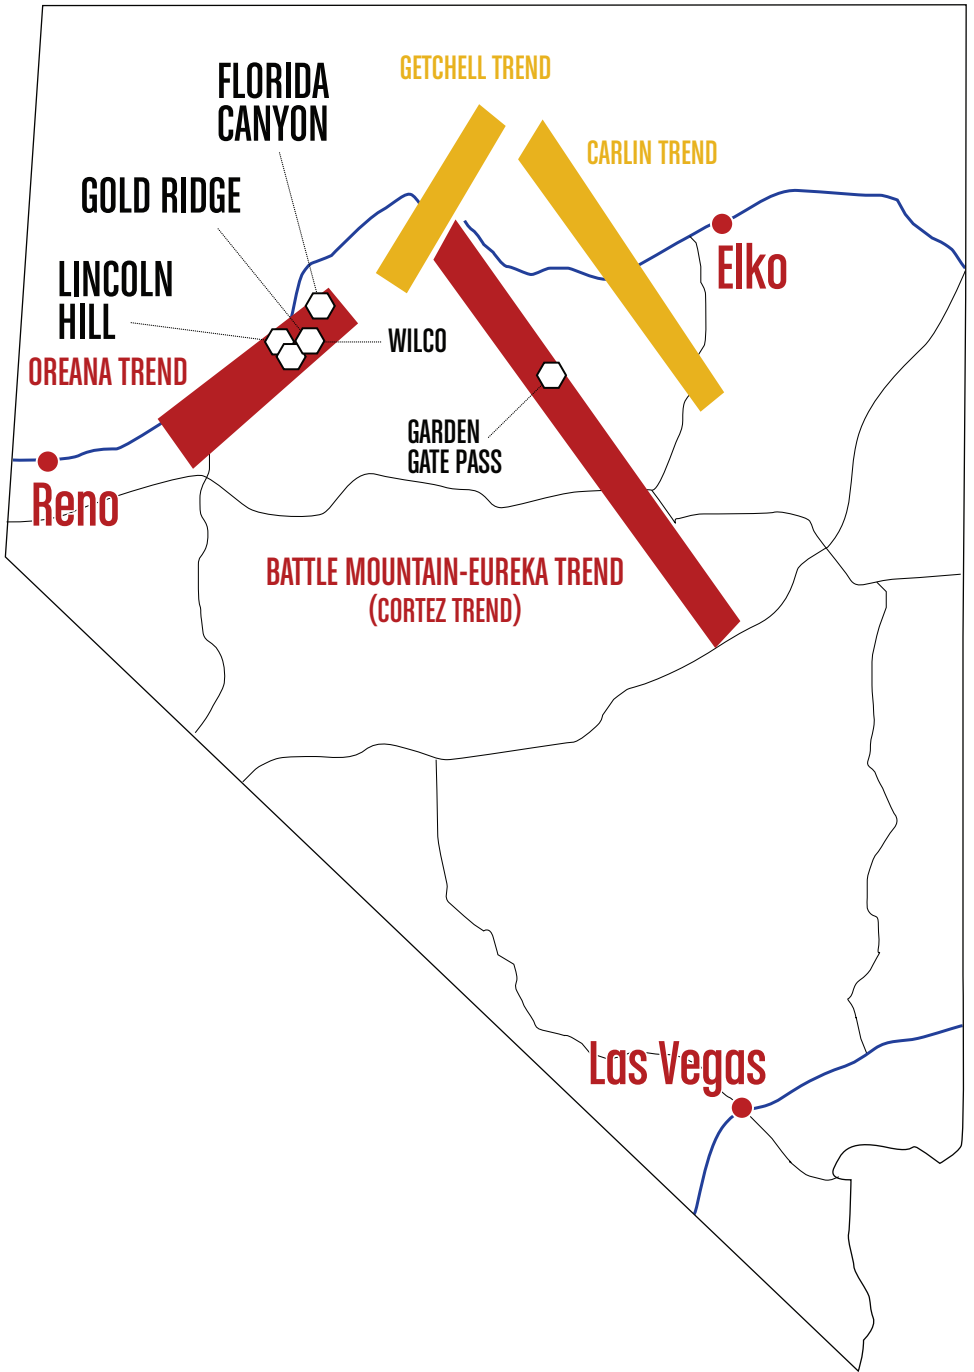 GETCHELL TREND
FLORIDA
CANYON
CARLIN TREND
GOLD RIDGE
Elko
LINCOLN
HILL
WILCO
OREANA TREND
GARDEN
GATE PASS
Reno
BATTLE MOUNTAIN-EUREKA TREND
(CORTEZ TREND)
Las Vegas